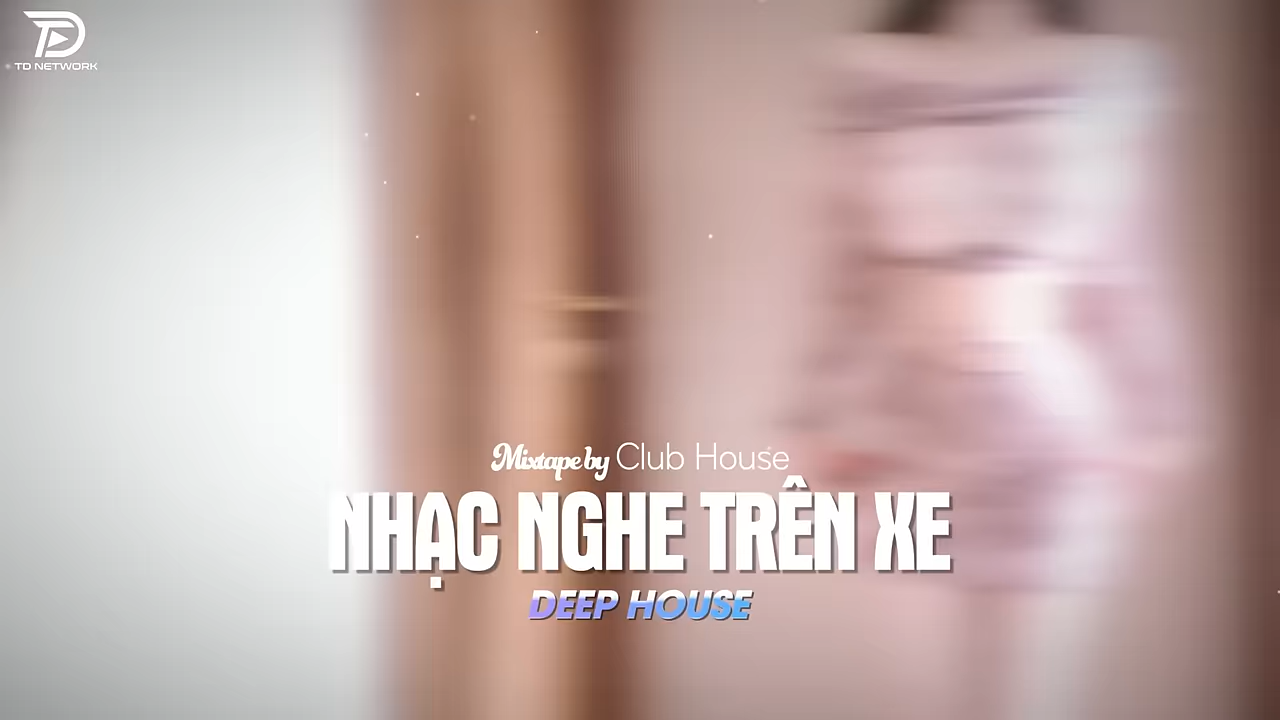 TD NETWORK
Mixtape by Club House
NHẠC NGHE TRÊN XE
DEEP HOUSE